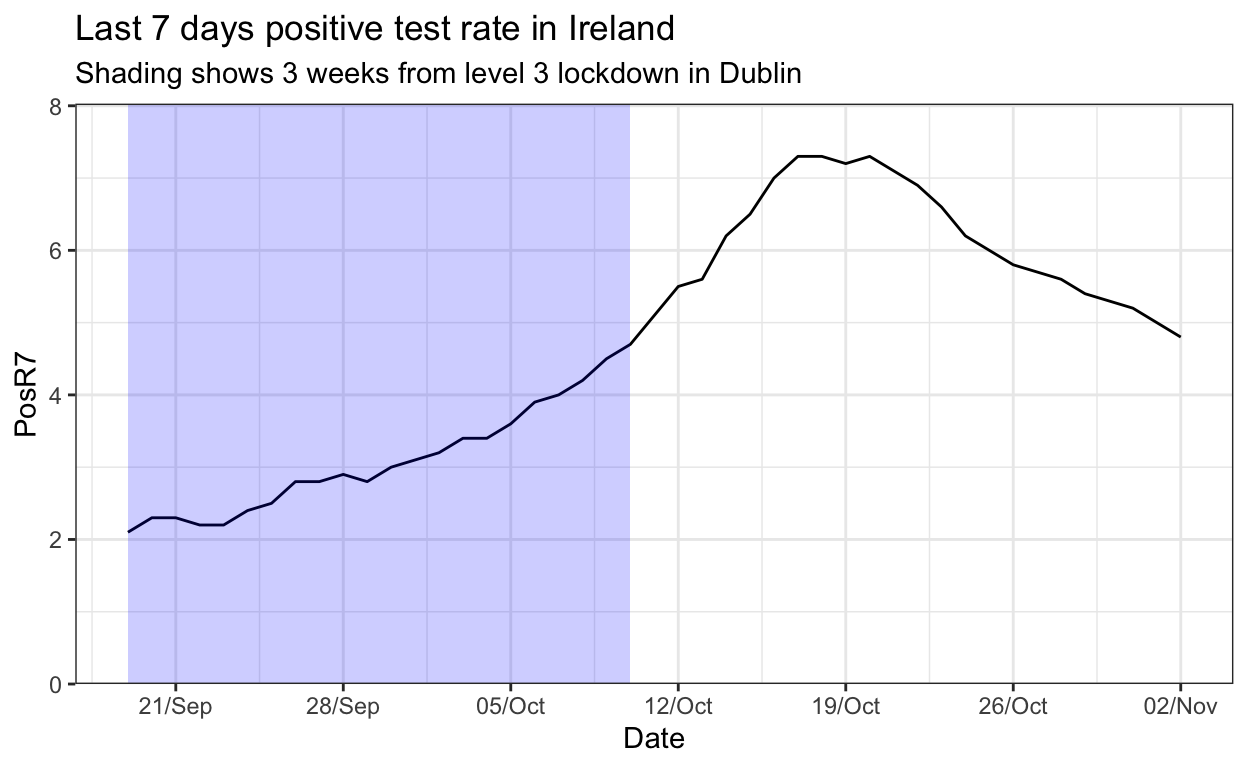 Last 7 days positive test rate in Ireland
Shading shows 3 weeks from level 3 lockdown in Dublin
8
6
4
2
0
PosR7
21/Sep 28/Sep 05/Oct 12/Oct 19/Oct 26/Oct 02/Nov
Date